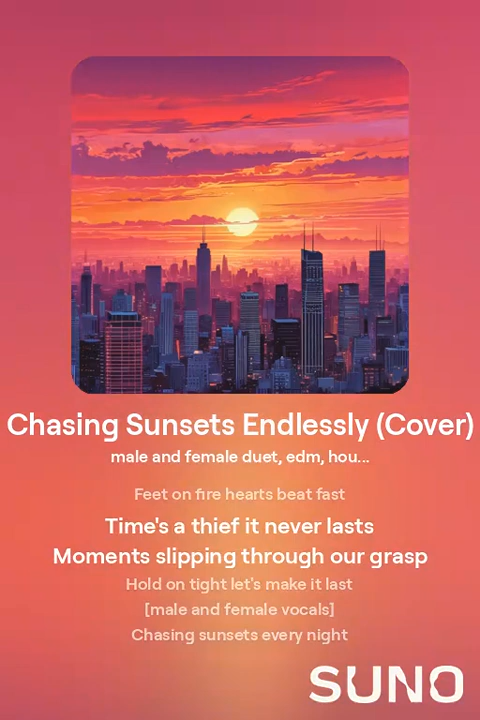 Chasing Sunsets Endlessly (Cover)
male and female duet, edm, hou...
Feet on fire hearts beat fast
Time's a thief it never lasts
Moments slipping through our grasp
Hold on tight let's make it last
[male and female vocals]
Chasing sunsets every night
SUNO